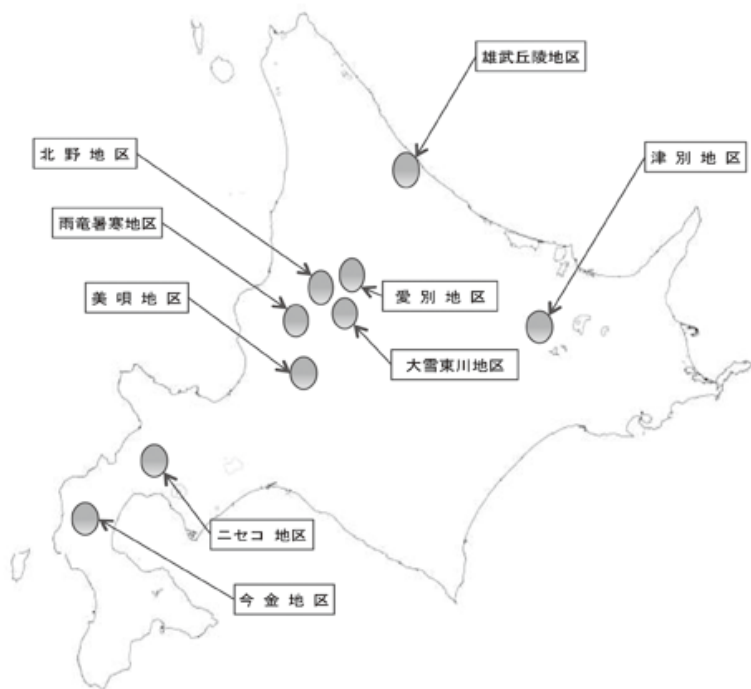 雄武丘陵地区
北野地区
津別地区
雨竜暑寒地区
美唄地区
愛別地区
大雪東川地区
ニセコ 地区
今金地区